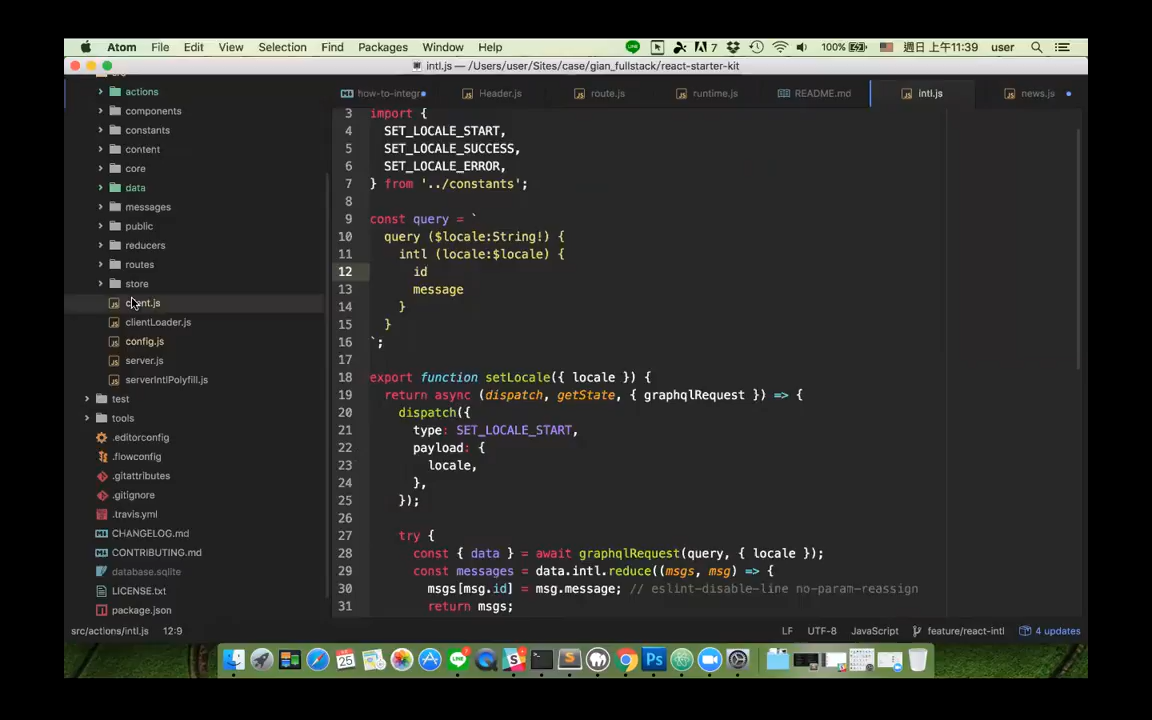 Atom File Edit View Selection Find Packages Window Help 7 100% 週日 上午11:39 user
intl.js — /Users/user/Sites/case/gian_fullstack/react-starter-kit
how-to-integr Header.js route.js runtime.js README.md intl.js news.js
actions
components
constants
content
core
data
messages
public
reducers
routes
store
client.js
clientLoader.js
config.js
server.js
serverIntlPolyfill.js
test
tools
.editorconfig
.flowconfig
.gitattributes
.gitignore
.travis.yml
CHANGELOG.md
CONTRIBUTING.md
database.sqlite
LICENSE.txt
package.json
3 import {
4 SET_LOCALE_START,
5 SET_LOCALE_SUCCESS,
6 SET_LOCALE_ERROR,
7 } from '../constants';
8
9 const query = `
10 query ($locale:String!) {
11 intl (locale:$locale) {
12 id
13 message
14 }
15 }
16 `;
17
18 export function setLocale({ locale }) {
19 return async (dispatch, getState, { graphqlRequest }) => {
20 dispatch({
21 type: SET_LOCALE_START,
22 payload: {
23 locale,
24 },
25 });
26
27 try {
28 const { data } = await graphqlRequest(query, { locale });
29 const messages = data.intl.reduce((msgs, msg) => {
30 msgs[msg.id] = msg.message; // eslint-disable-line no-param-reassign
31 return msgs;
src/actions/intl.js 12:9 LF UTF-8 JavaScript feature/react-intl 4 updates
25